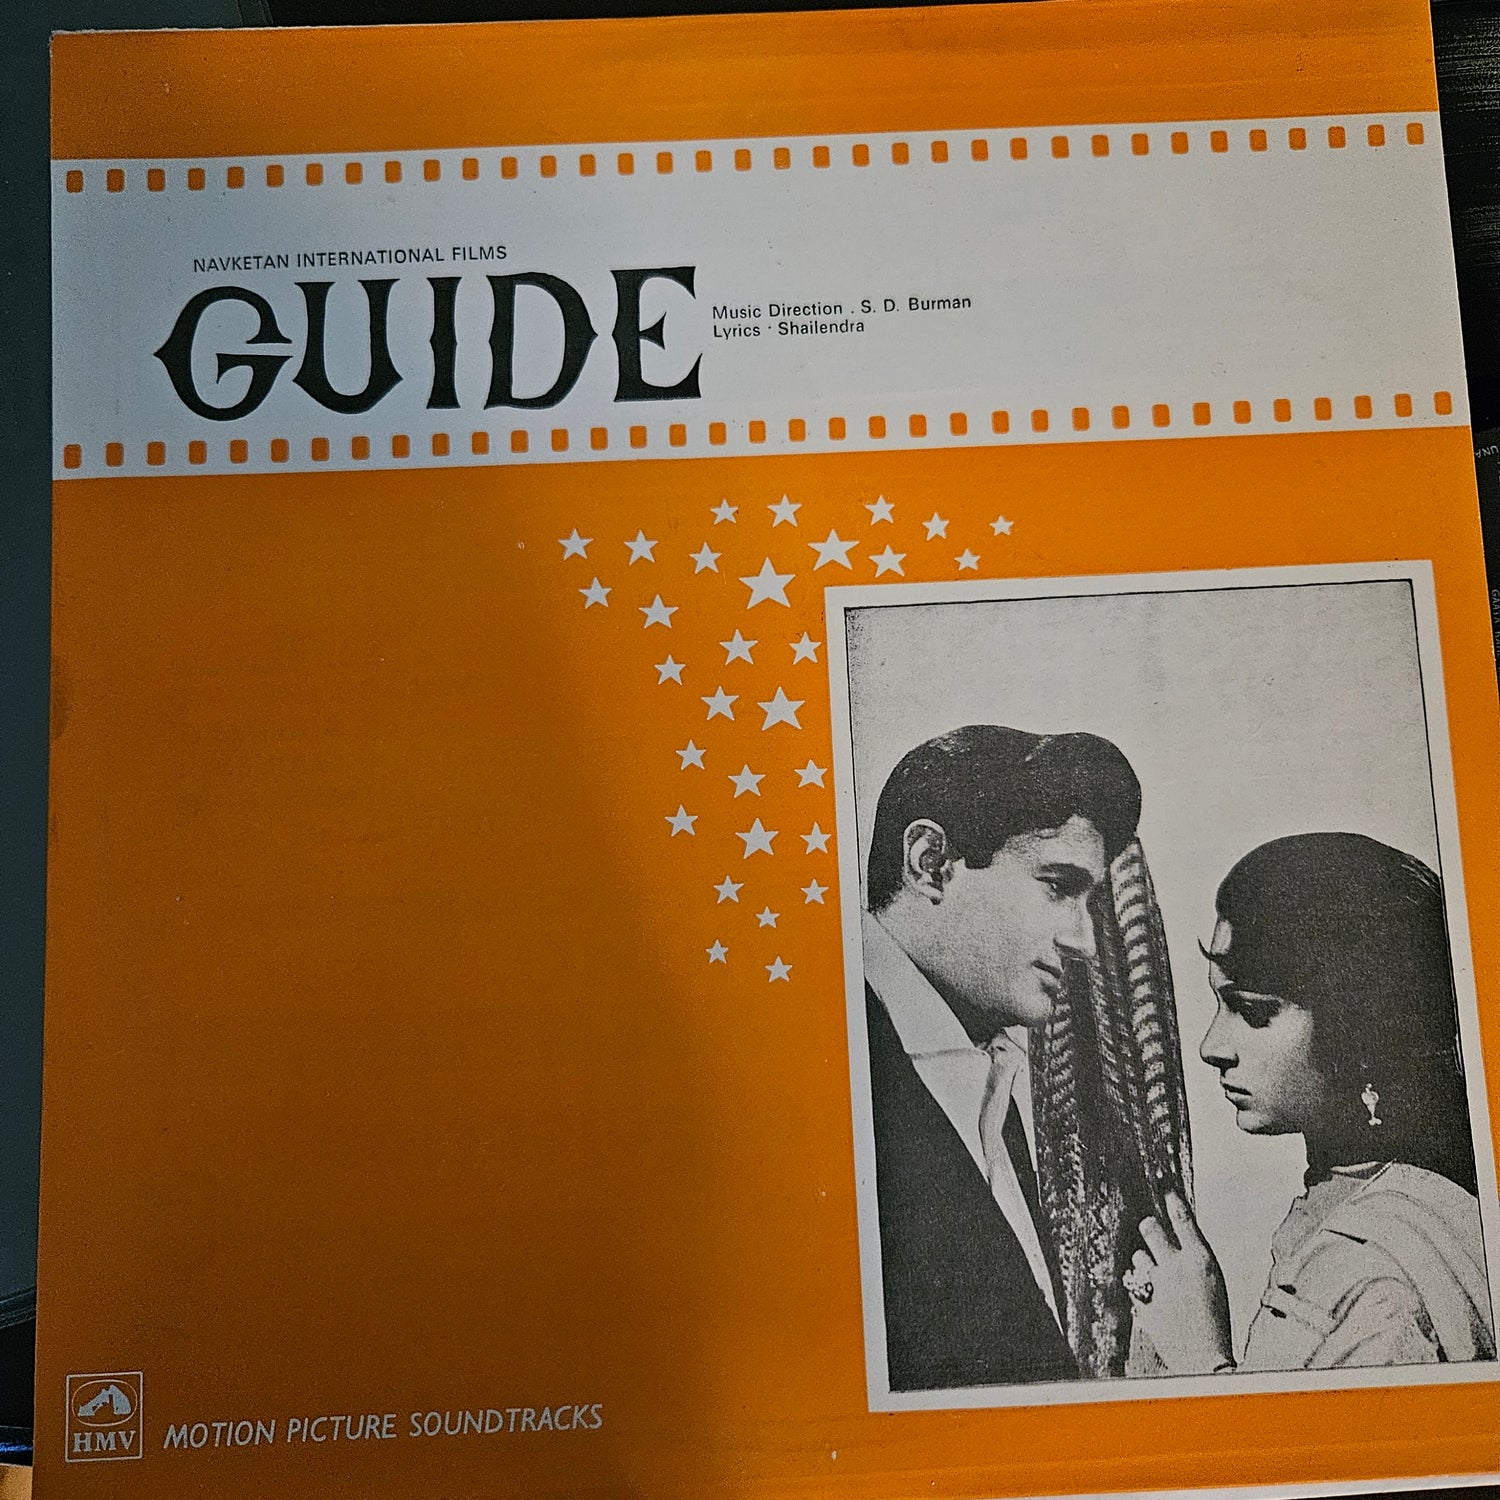 NAVKETAN INTERNATIONAL FILMS
GUIDE
Music Direction . S. D. Burman
Lyrics · Shailendra
HMV
MOTION PICTURE SOUNDTRACKS